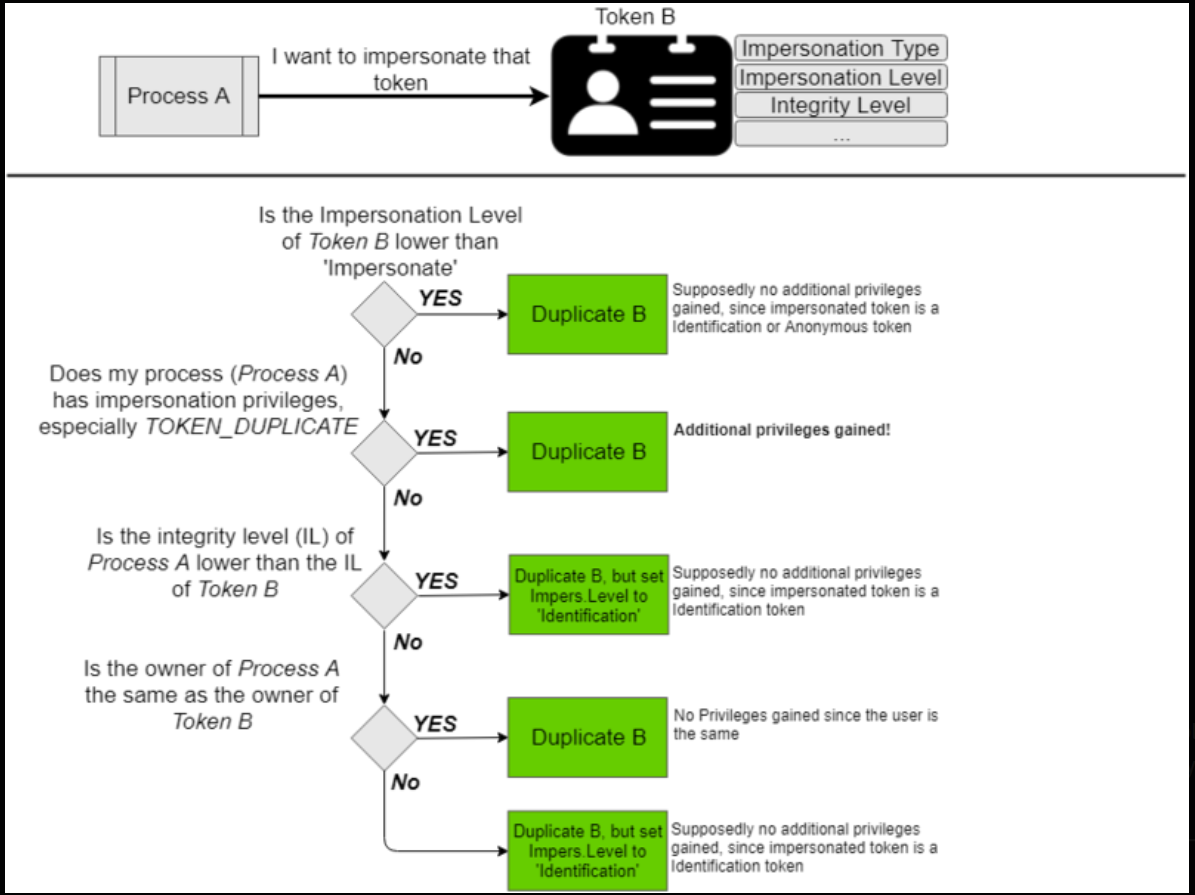 Token B
I want to impersonate that
token
Process A
Impersonation Type
Impersonation Level
Integrity Level
...
Is the Impersonation Level
of Token B lower than
'Impersonate'
YES
Duplicate B
Supposedly no additional privileges
gained, since impersonated token is a
Identification or Anonymous token
No
Does my process (Process A)
has impersonation privileges,
especially TOKEN_DUPLICATE
YES
Duplicate B
Additional privileges gained!
No
Is the integrity level (IL) of
Process A lower than the IL
of Token B
YES
Duplicate B, but set
Impers.Level to
'Identification'
Supposedly no additional privileges
gained, since impersonated token is a
Identification token
No
Is the owner of Process A
the same as the owner of
Token B
YES
Duplicate B
No Privileges gained since the user is
the same
No
Duplicate B, but set
Impers.Level to
'Identification'
Supposedly no additional privileges
gained, since impersonated token is a
Identification token